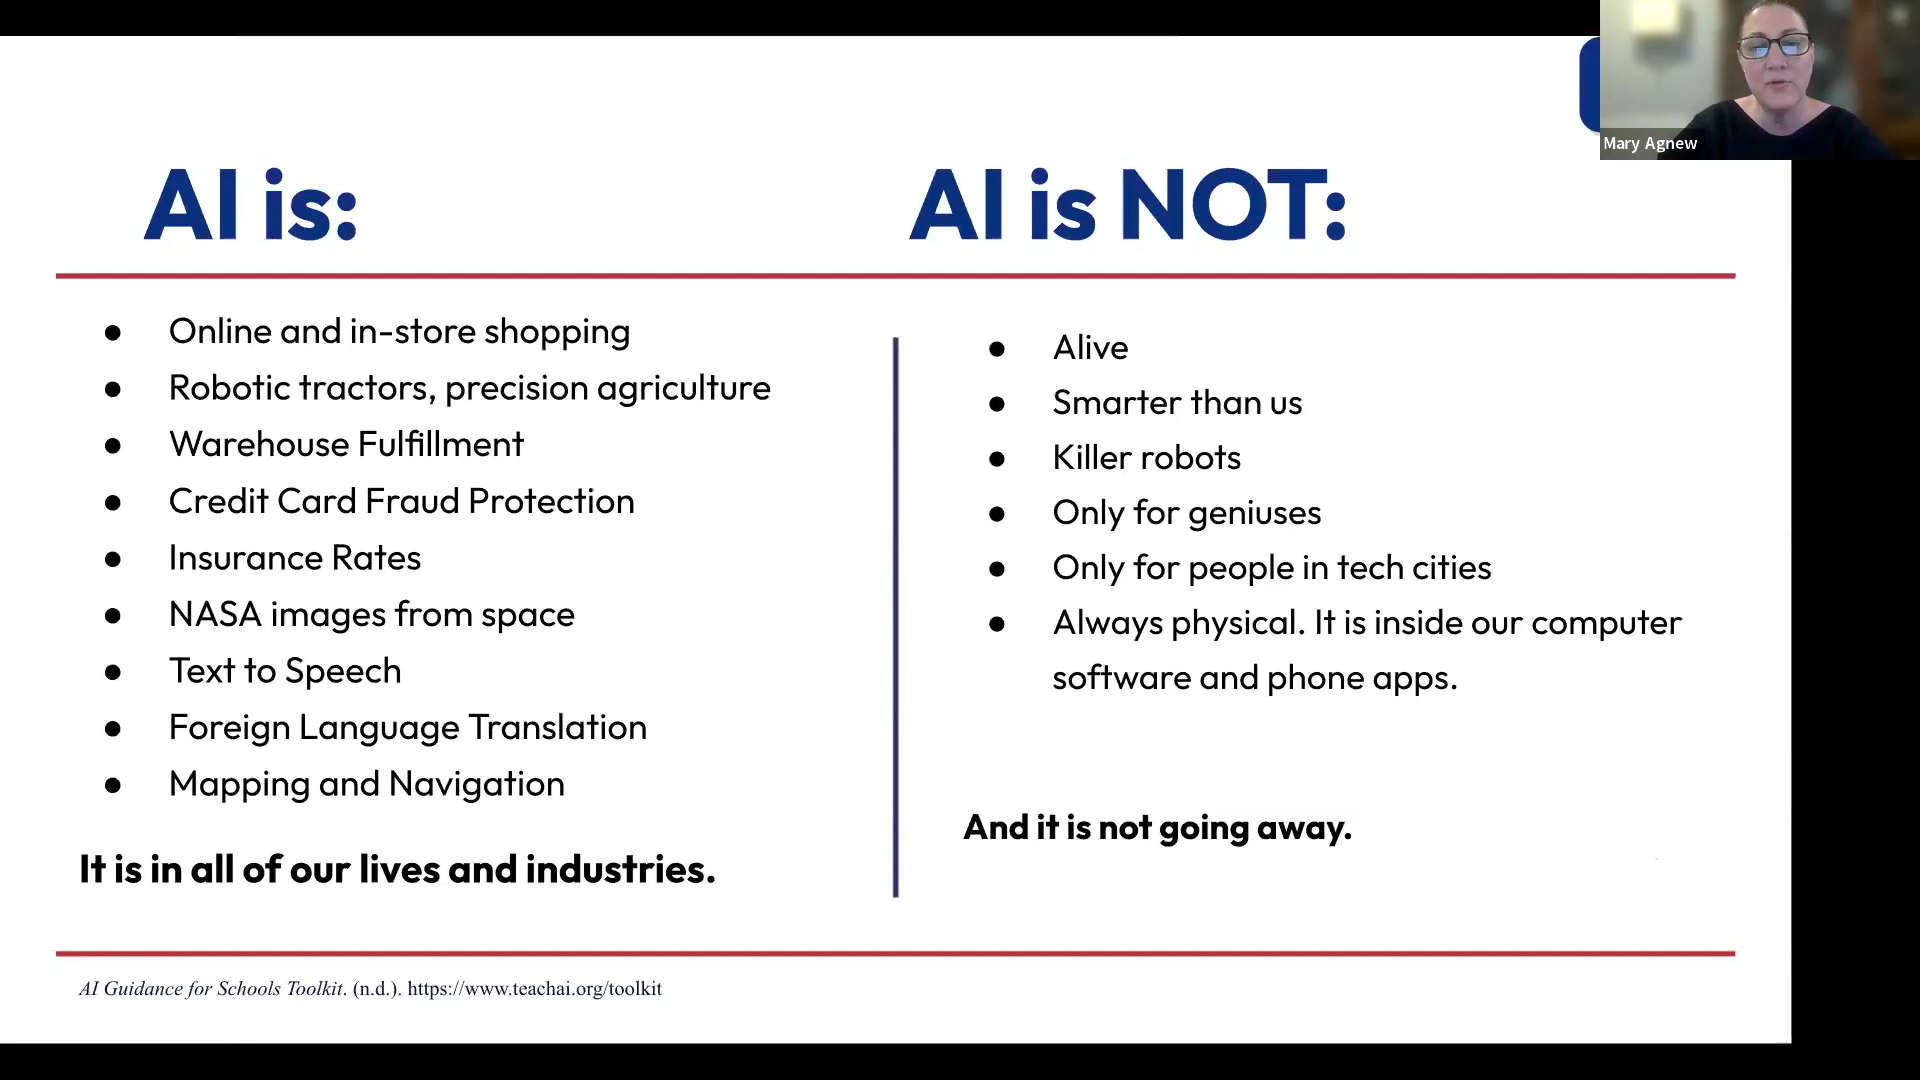 Mary Agnew
AI is:
● Online and in-store shopping
● Robotic tractors, precision agriculture
● Warehouse Fulfillment
● Credit Card Fraud Protection
● Insurance Rates
● NASA images from space
● Text to Speech
● Foreign Language Translation
● Mapping and Navigation
It is in all of our lives and industries.
AI is NOT:
● Alive
● Smarter than us
● Killer robots
● Only for geniuses
● Only for people in tech cities
● Always physical. It is inside our computer
software and phone apps.
And it is not going away.
AI Guidance for Schools Toolkit. (n.d.). https://www.teachai.org/toolkit